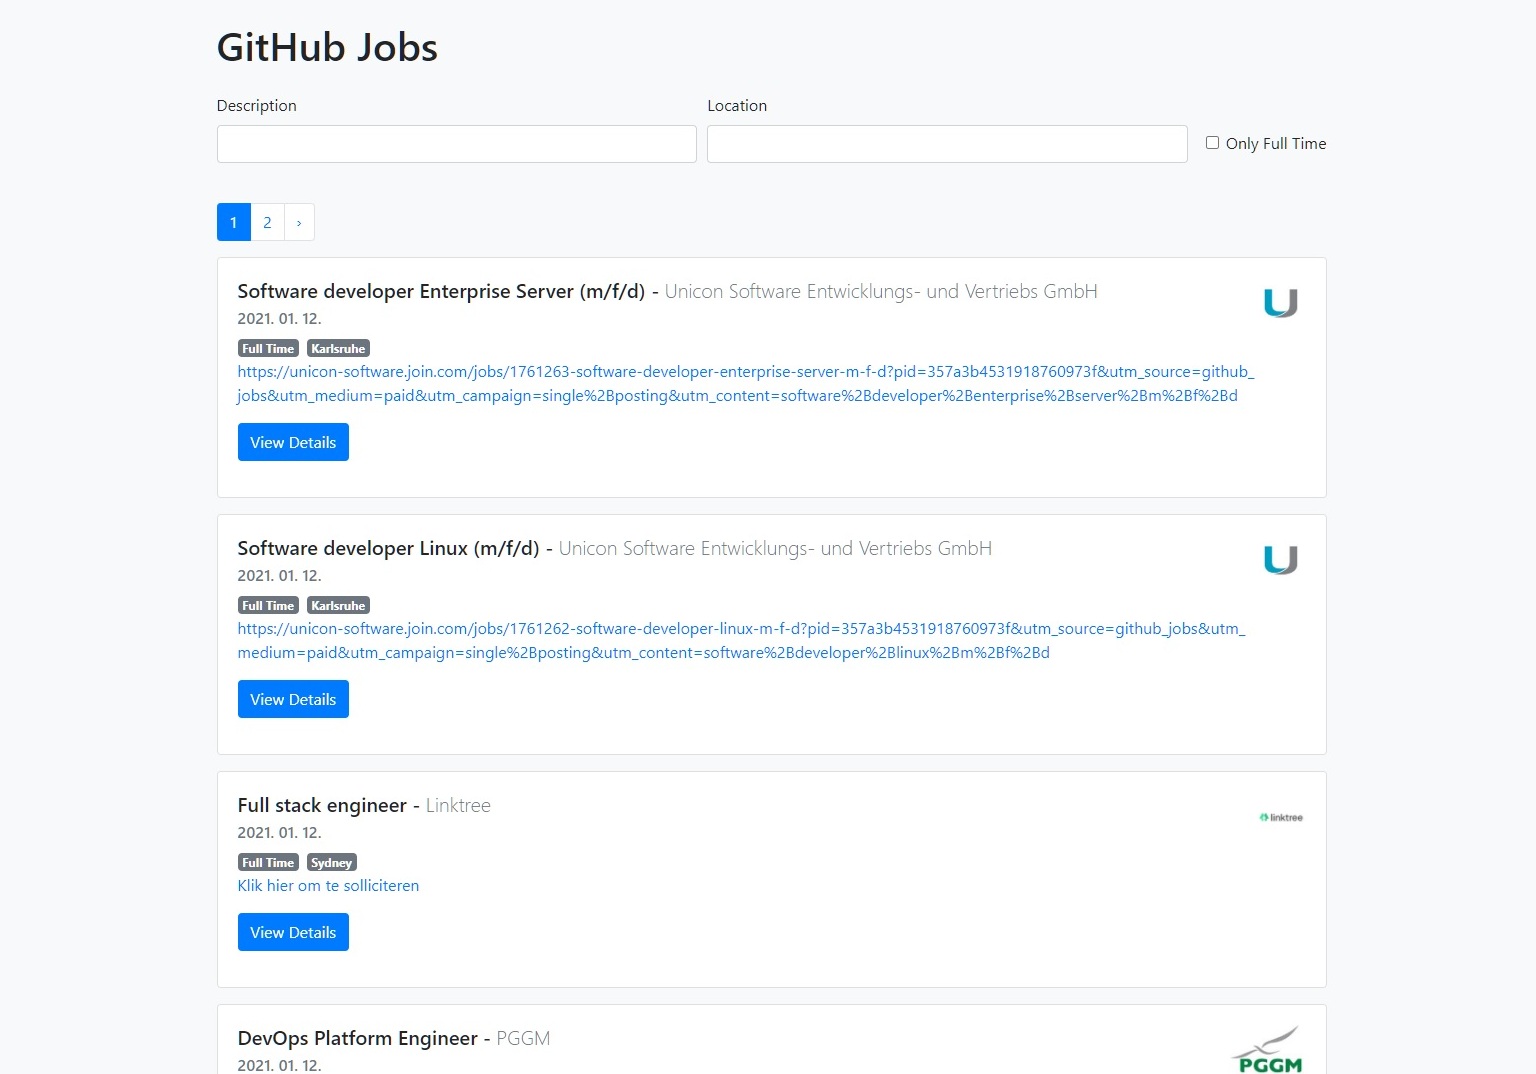 GitHub Jobs
Description
Location
Only Full Time
1 2 ›
Software developer Enterprise Server (m/f/d) - Unicon Software Entwicklungs- und Vertriebs GmbH
2021. 01. 12.
Full Time Karlsruhe
https://unicon-software.join.com/jobs/1761263-software-developer-enterprise-server-m-f-d?pid=357a3b4531918760973f&utm_source=github_
jobs&utm_medium=paid&utm_campaign=single%2Bposting&utm_content=software%2Bdeveloper%2Benterprise%2Bserver%2Bm%2Bf%2Bd
View Details
Software developer Linux (m/f/d) - Unicon Software Entwicklungs- und Vertriebs GmbH
2021. 01. 12.
Full Time Karlsruhe
https://unicon-software.join.com/jobs/1761262-software-developer-linux-m-f-d?pid=357a3b4531918760973f&utm_source=github_jobs&utm_
medium=paid&utm_campaign=single%2Bposting&utm_content=software%2Bdeveloper%2Blinux%2Bm%2Bf%2Bd
View Details
Full stack engineer - Linktree
linktree
2021. 01. 12.
Full Time Sydney
Klik hier om te solliciteren
View Details
DevOps Platform Engineer - PGGM
2021. 01. 12.
PGGM